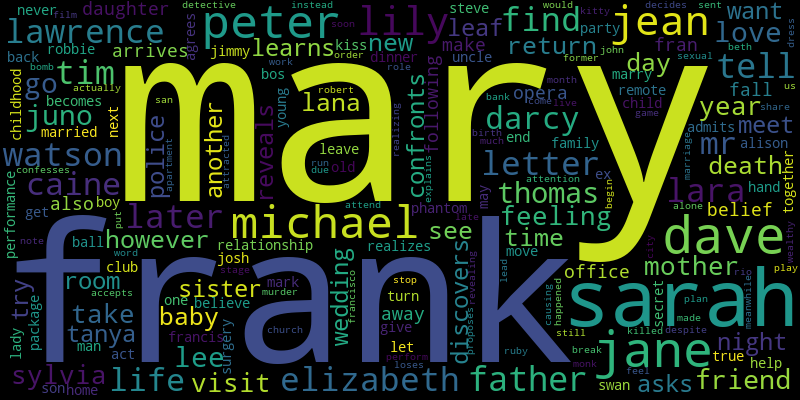 never
film
daughter
detective
instead
peter
lily
steve
would
kitty
decides
sent
lawrence
robbie
agrees
jimmy
kiss
soon
leaf
find
party
jean
want
love
beth
dress
back
bomb
arrives
learns
new
make
john
sexual
fran
former
us
go
tim
actually
bos
work
order
dinner
role
uncle
return
day
marry
tell
childhood
becomes
san
robert
young
lana
following
opera
month
remote
year
fall
juno
married
next
mary
bank
come
live
child
game
share
watson
police
another
apartment
reveals
attracted
leave
run
due
old
realizing
confronts
explains
darcy
end
birth
much
family
admits
alison
meet
mr
marriage
caine
letter
ex
attention
death
together
performance
confesses
also
boy
put
later
michael
attend
phantom
may
thomas
feeling
begin
mother
lara
hand
alone
belief
get
ball
however
relationship
see
late
time
move
dave
note
word
club
josh
realizes
discovers
revealing
lead
office
city
wealthy
try
room
accepts
stage
sister
mark
murder
francisco
wedding
stop
turn
away
give
frank
causing
happened
sarah
secret
plan
rio
play
meanwhileo
package
lady
take
tanya
one
believe
baby
francis
church
let
perform
loses
proposes
ruby
still
made
despite
night
man
act
lee
surgery
monk
break
killed
feel
jane
true
help
sylvia
son
home
life
visit
elizabeth
father
swan
asks
friend